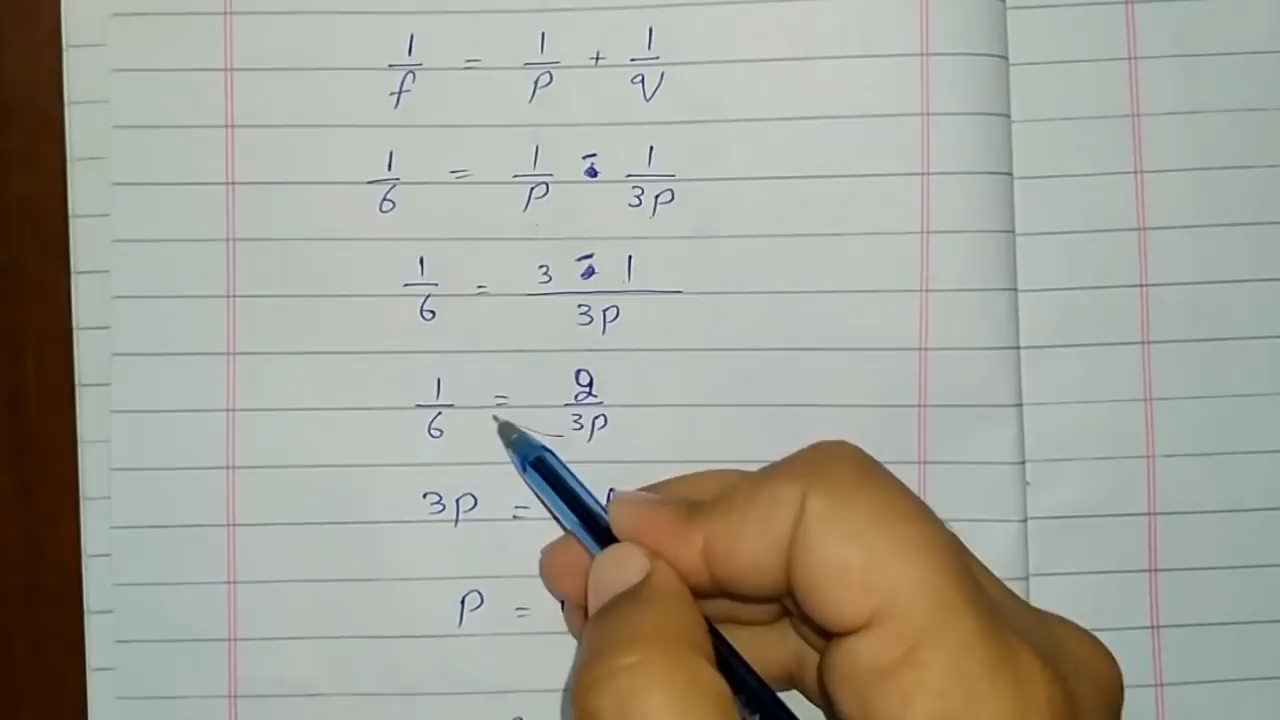 1/f = 1/p + 1/q
1/6 = 1/p - 1/3p
1/6 = 3 - 1/3p
1/6 = 2/3p
3p =
p =